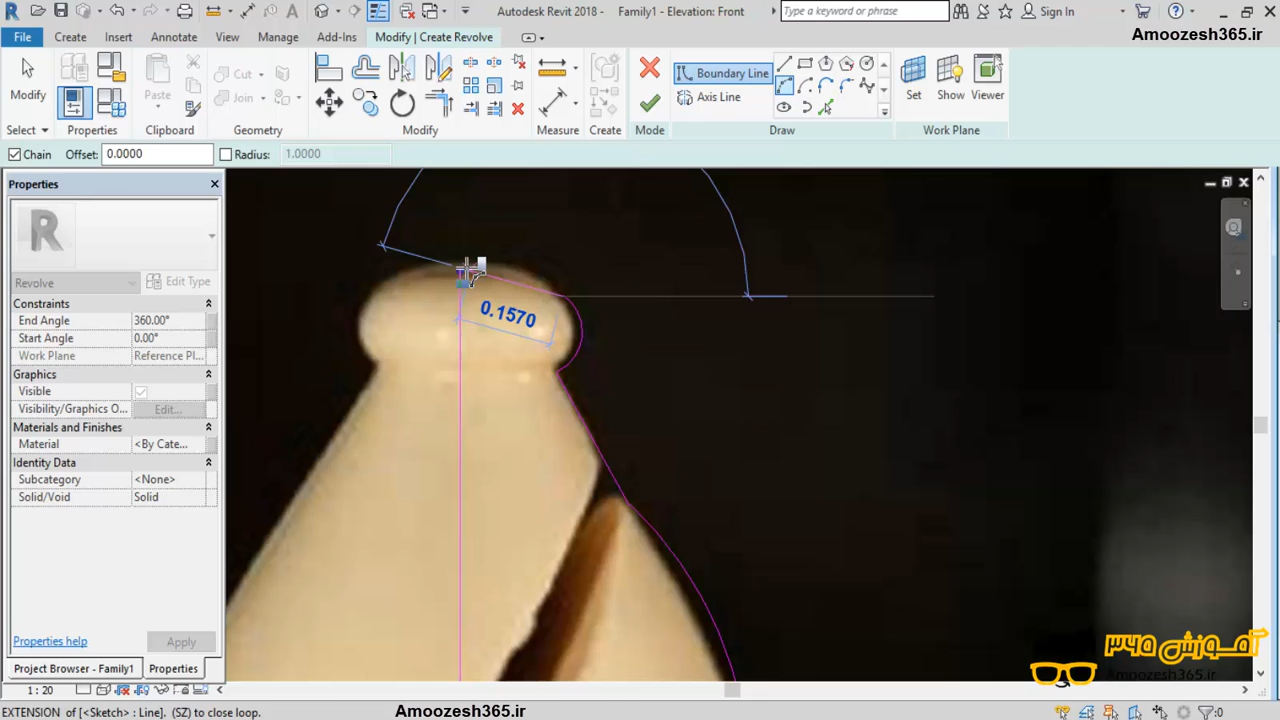 Autodesk Revit 2018 - Family1 - Elevation: Front
Type a keyword or phrase
Sign In
Amoozesh365.ir
File Create Insert Annotate View Manage Add-Ins Modify | Create Revolve
Modify
Paste
Cut
Join
Create
Boundary Line
Axis Line
Set Show Viewer
Select Properties Clipboard Geometry Modify Measure Create Mode Draw Work Plane
Chain Offset: 0.0000 Radius: 1.0000
Properties
Revolve
Edit Type
Constraints
End Angle 360.00°
Start Angle 0.00°
Work Plane Reference Pl...
Graphics
Visible
Visibility/Graphics O... Edit...
Materials and Finishes
Material <By Cate...
Identity Data
Subcategory <None>
Solid/Void Solid
0.1570
Properties help Apply
Project Browser - Family1 Properties
1 : 20
EXTENSION of [<Sketch> : Line]. (SZ) to close loop.
Amoozesh365.ir
:0
آموزش ۳۶۵
Amoozesh365.ir